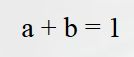 a + b = 1